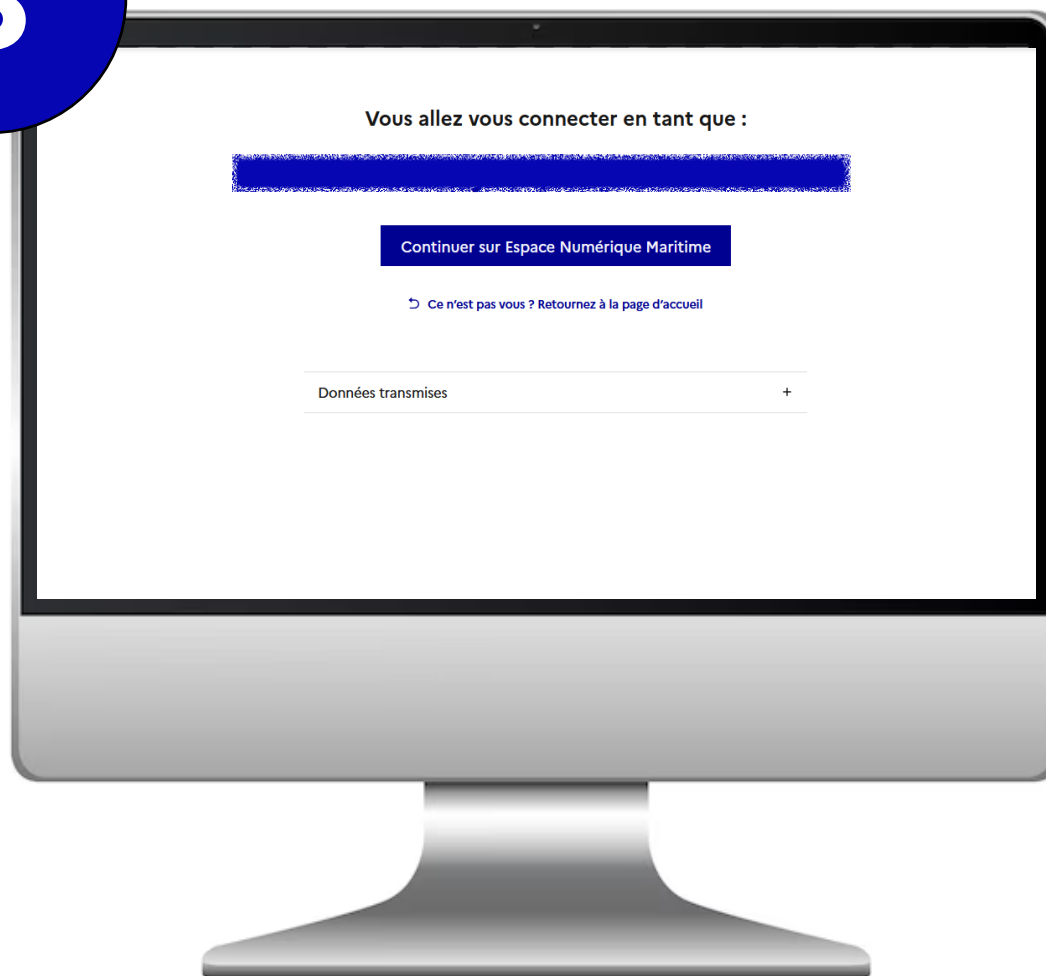 Vous allez vous connecter en tant que :
Continuer sur Espace Numérique Maritime
Ce n'est pas vous ? Retournez à la page d'accueil
Données transmises +